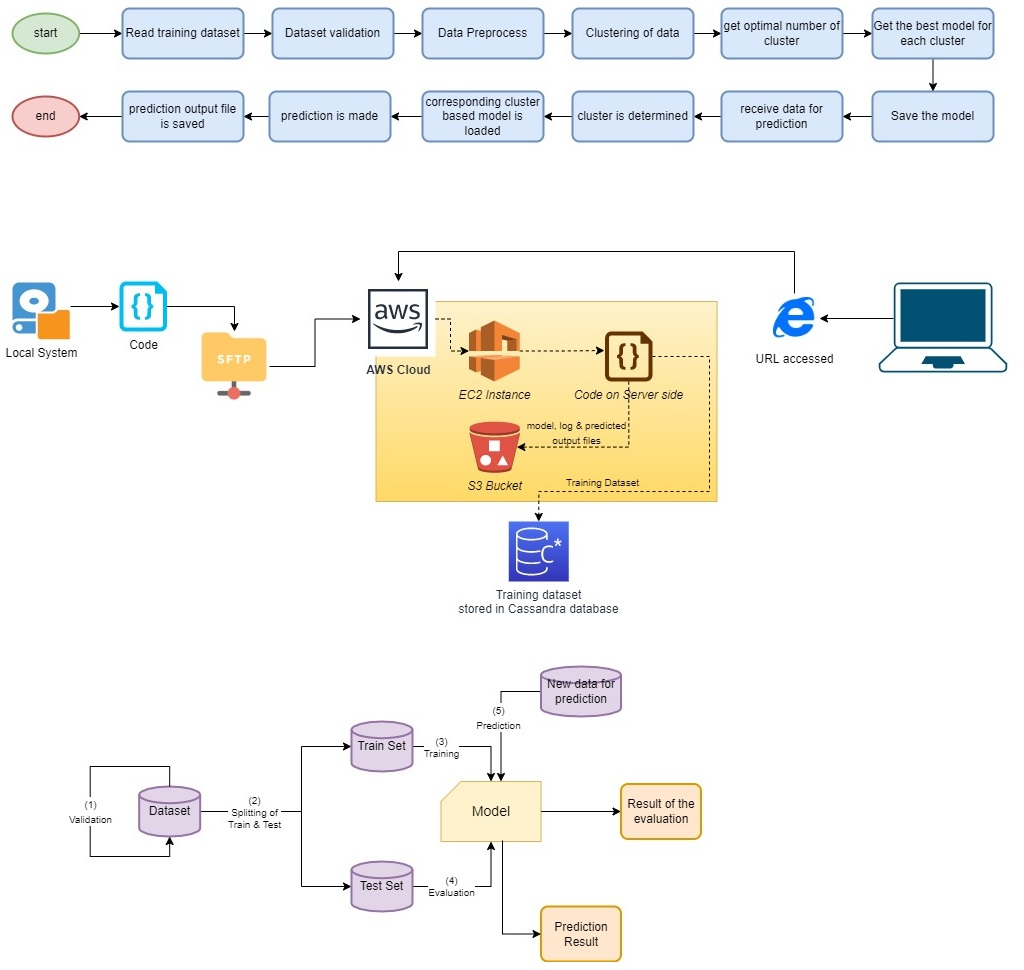 start
Read training dataset
Dataset validation
Data Preprocess
Clustering of data
get optimal number of
cluster
Get the best model for
each cluster
end
prediction output file
is saved
prediction is made
corresponding cluster
based model is
loaded
cluster is determined
receive data for
prediction
Save the model
Local System
Code
SFTP
aws
AWS Cloud
EC2 Instance
Code on Server side
model, log & predicted
output files
S3 Bucket
Training Dataset
URL accessed
C*
Training dataset
stored in Cassandra database
New data for
prediction
(5)
Prediction
Train Set
(3)
Training
(1)
Validation
Dataset
(2)
Splitting of
Train & Test
Model
Result of the
evaluation
Test Set
(4)
Evaluation
Prediction
Result